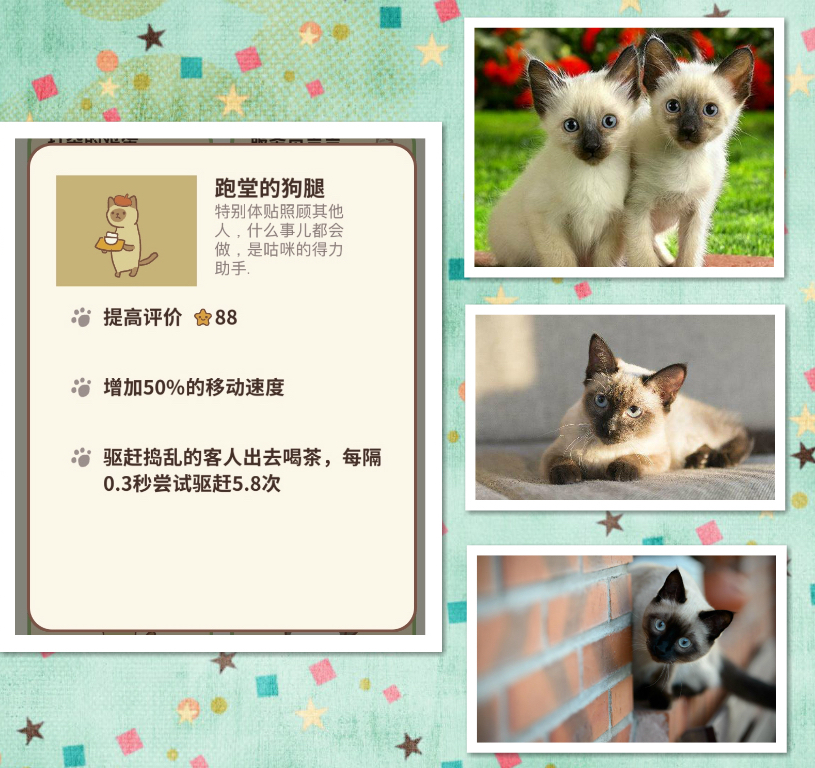 跑堂的狗腿
特别体贴照顾其他
人，什么事儿都会
做，是咕咪的得力
助手.
提高评价 88
增加50%的移动速度
驱赶捣乱的客人出去喝茶，每隔
0.3秒尝试驱赶5.8次